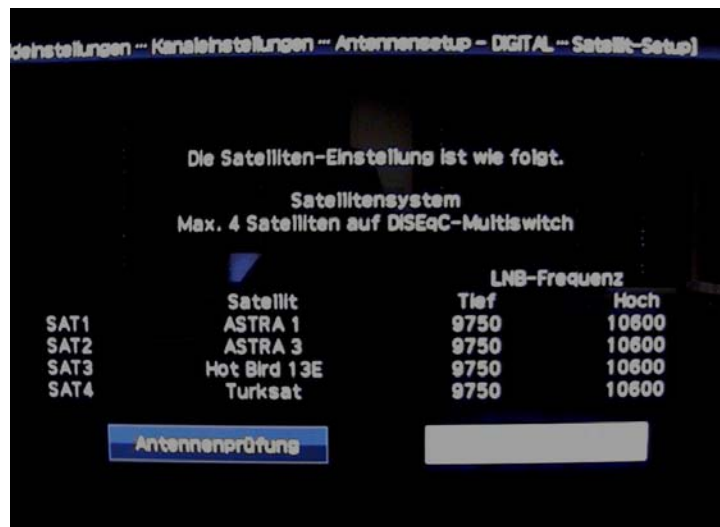 deinstellungen ··· Kanaleinstellungen ··· Antennensetup - DIGITAL ··· Satellit-Setup]
Die Satelliten-Einstellung ist wie folgt.
Satellitensystem
Max. 4 Satelliten auf DiSEqC-Multiswitch
LNB-Frequenz
Satellit Tief Hoch
SAT1 ASTRA 1 9750 10600
SAT2 ASTRA 3 9750 10600
SAT3 Hot Bird 13E 9750 10600
SAT4 Turksat 9750 10600
Antennenprüfung